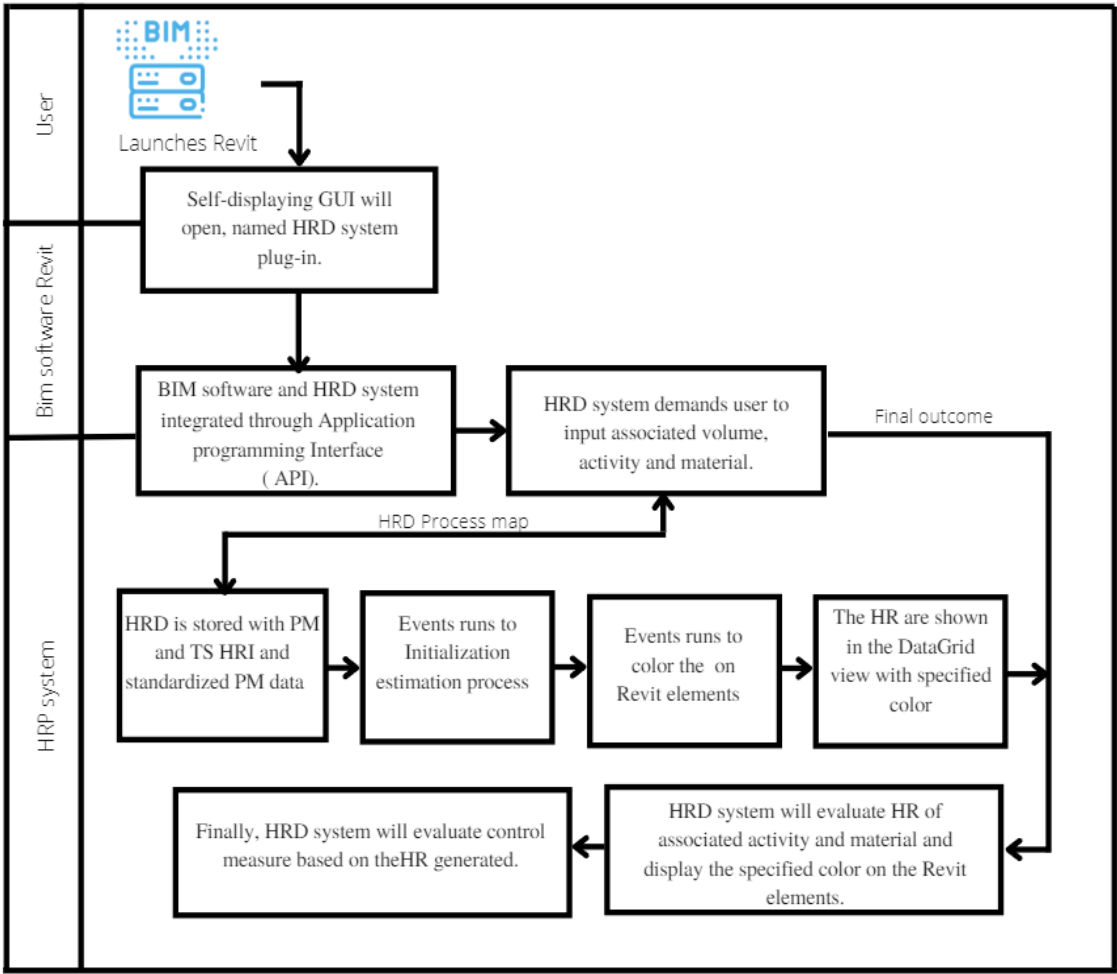 BIM
Launches Revit
User
Self-displaying GUI will
open, named HRD system
plug-in.
Bim software Revit
BIM software and HRD system
integrated through Application
programming Interface
( API).
HRD system demands user to
input associated volume,
activity and material.
Final outcome
HRD Process map
HRP system
HRD is stored with PM
and TS HRI and
standardized PM data
Events runs to
Initialization
estimation process
Events runs to
color the on
Revit elements
The HR are shown
in the DataGrid
view with specified
color
HRD system will evaluate HR of
associated activity and material and
display the specified color on the Revit
elements.
Finally, HRD system will evaluate control
measure based on theHR generated.